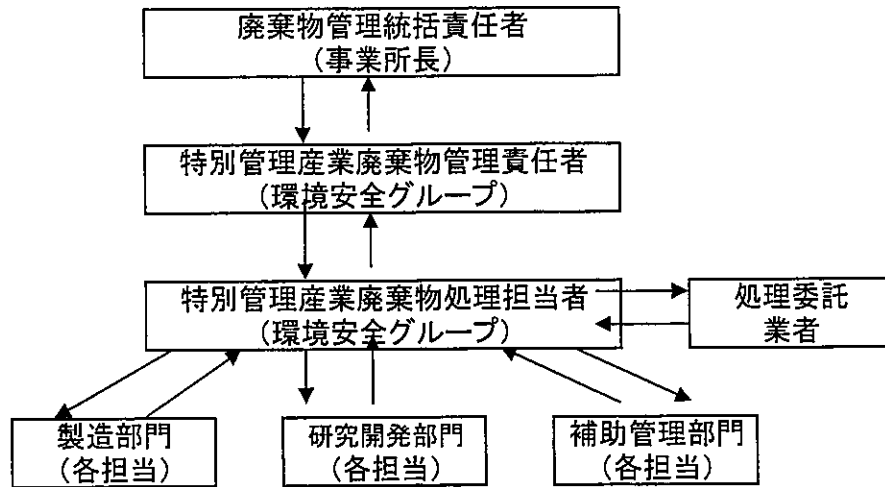 廃棄物管理統括責任者
(事業所長)
特別管理産業廃棄物管理責任者
(環境安全グループ)
特別管理産業廃棄物処理担当者
(環境安全グループ)
処理委託
業者
製造部門
(各担当)
研究開発部門
(各担当)
補助管理部門
(各担当)